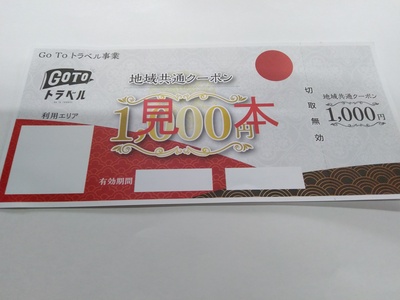 Go To トラベル事業
GO TO
トラベル
利用エリア
地域共通クーポン
1,000円
見本
有効期間
切取無効
地域共通クーポン
1,000円